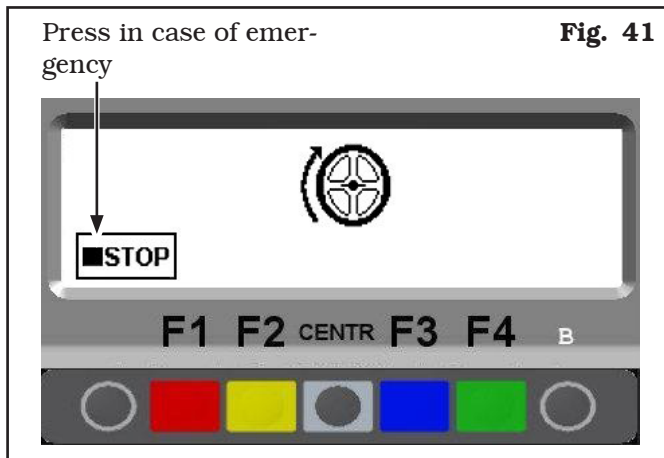 Press in case of emer-
gency
Fig. 41
■STOP
F1 F2 CENTR F3 F4 B